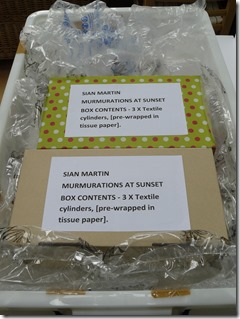 SIAN MARTIN
MURMURATIONS AT SUNSET
BOX CONTENTS - 3 X Textile
cylinders, [pre-wrapped in
tissue paper].
SIAN MARTIN
MURMURATIONS AT SUNSET
BOX CONTENTS - 3 X Textile
cylinders, [pre-wrapped in
tissue paper].